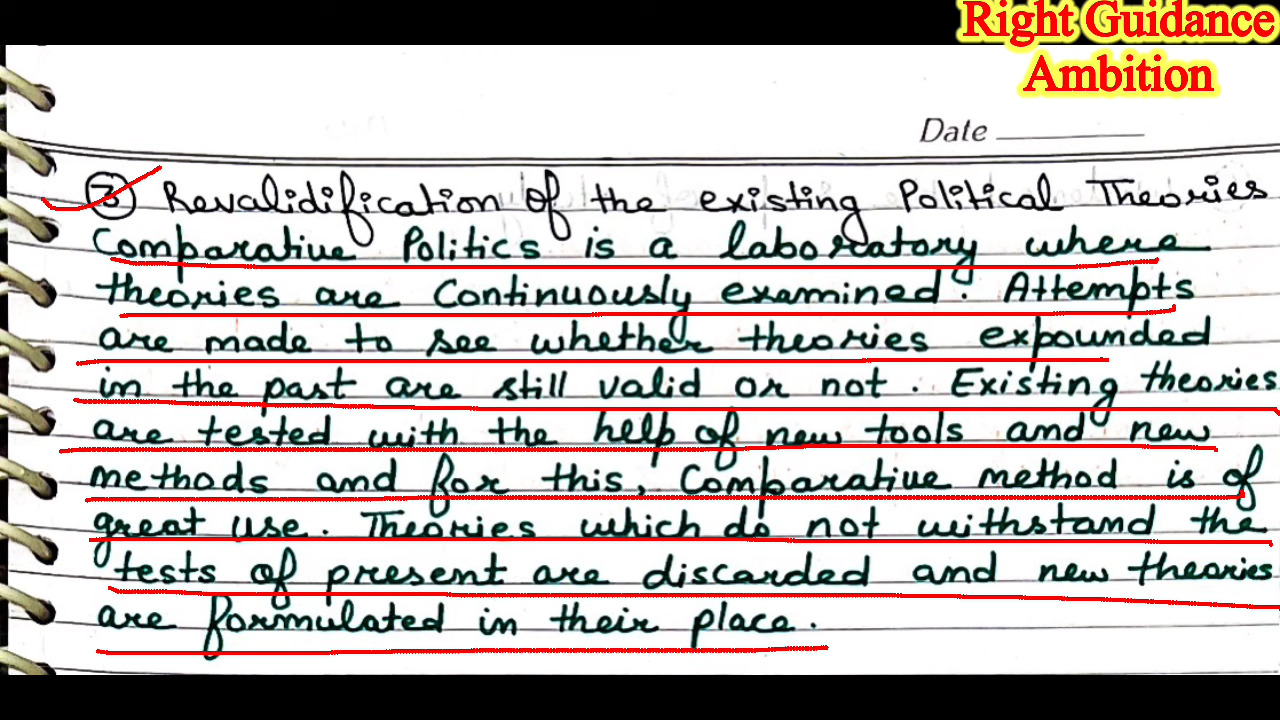 Right Guidance
Ambition
Date
③ Revalidification of the existing Political Theories
Comparative Politics is a laboratory where
theories are continuously examined. Attempts
are made to see whether theories expounded
in the past are still valid or not. Existing theories
are tested with the help of new tools and new
methods and for this, Comparative method is of
great use. Theories which do not withstand the
tests of present are discarded and new theories
are formulated in their place.